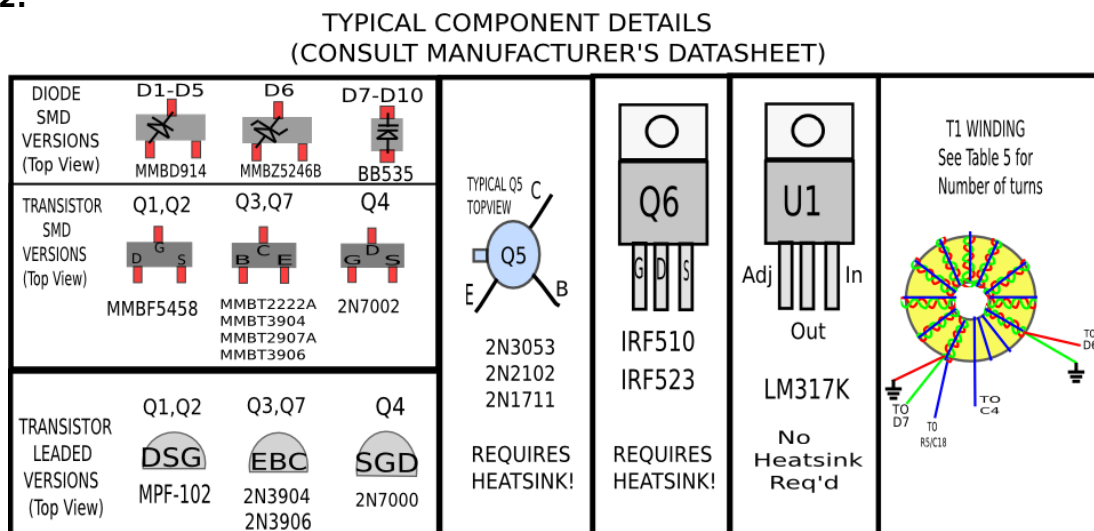 2.
TYPICAL COMPONENT DETAILS
(CONSULT MANUFACTURER'S DATASHEET)
DIODE
SMD
VERSIONS
(Top View)
D1-D5
MMBD914
D6
MMBZ5246B
D7-D10
BB535
TRANSISTOR
SMD
VERSIONS
(Top View)
Q1,Q2
D G S
MMBF5458
Q3,Q7
B C E
MMBT2222A
MMBT3904
MMBT2907A
MMBT3906
Q4
G D S
2N7002
TRANSISTOR
LEADED
VERSIONS
(Top View)
Q1,Q2
DSG
MPF-102
Q3,Q7
EBC
2N3904
2N3906
Q4
SGD
2N7000
TYPICAL Q5
TOPVIEW
C
Q5
E
B
2N3053
2N2102
2N1711
REQUIRES
HEATSINK!
Q6
G D S
IRF510
IRF523
REQUIRES
HEATSINK!
U1
Adj In
Out
LM317K
No
Heatsink
Req'd
T1 WINDING
See Table 5 for
Number of turns
TO
D6
TO
D7
TO
R5/C18
TO
C4